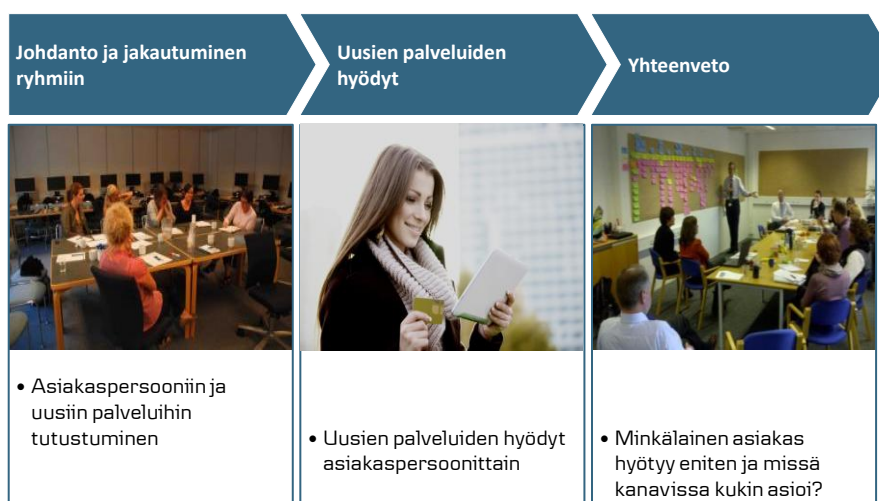 Johdanto ja jakautuminen
ryhmiin
Uusien palveluiden
hyödyt
Yhteenveto
• Asiakaspersooniin ja
uusiin palveluihin
tutustuminen
• Uusien palveluiden hyödyt
asiakaspersoonittain
• Minkälainen asiakas
hyötyy eniten ja missä
kanavissa kukin asioi?